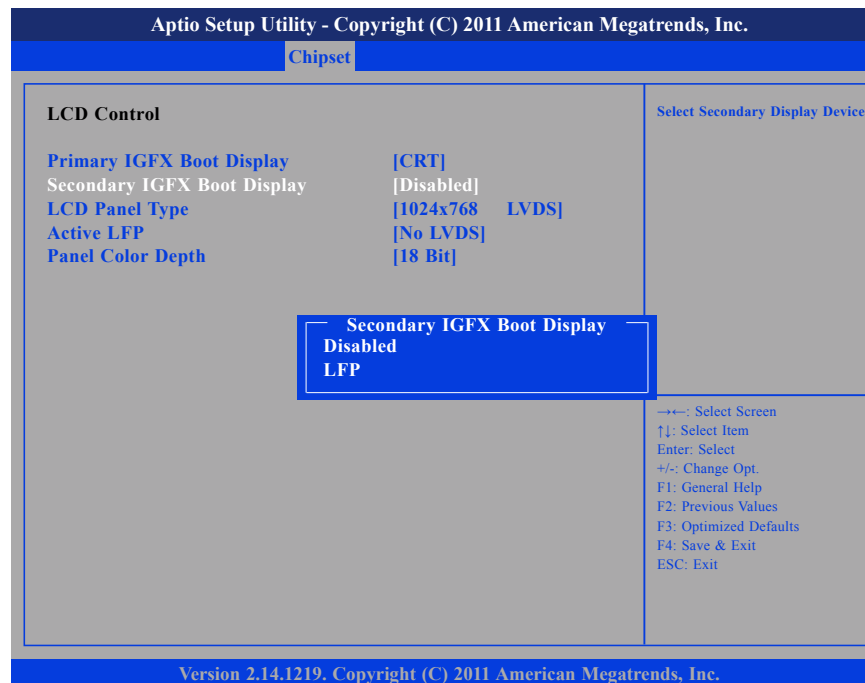 Aptio Setup Utility - Copyright (C) 2011 American Megatrends, Inc.
Chipset
LCD Control
Primary IGFX Boot Display [CRT]
Secondary IGFX Boot Display [Disabled]
LCD Panel Type [1024x768 LVDS]
Active LFP [No LVDS]
Panel Color Depth [18 Bit]
Secondary IGFX Boot Display
Disabled
LFP
Select Secondary Display Device
→←: Select Screen
↑↓: Select Item
Enter: Select
+/-: Change Opt.
F1: General Help
F2: Previous Values
F3: Optimized Defaults
F4: Save & Exit
ESC: Exit
Version 2.14.1219. Copyright (C) 2011 American Megatrends, Inc.